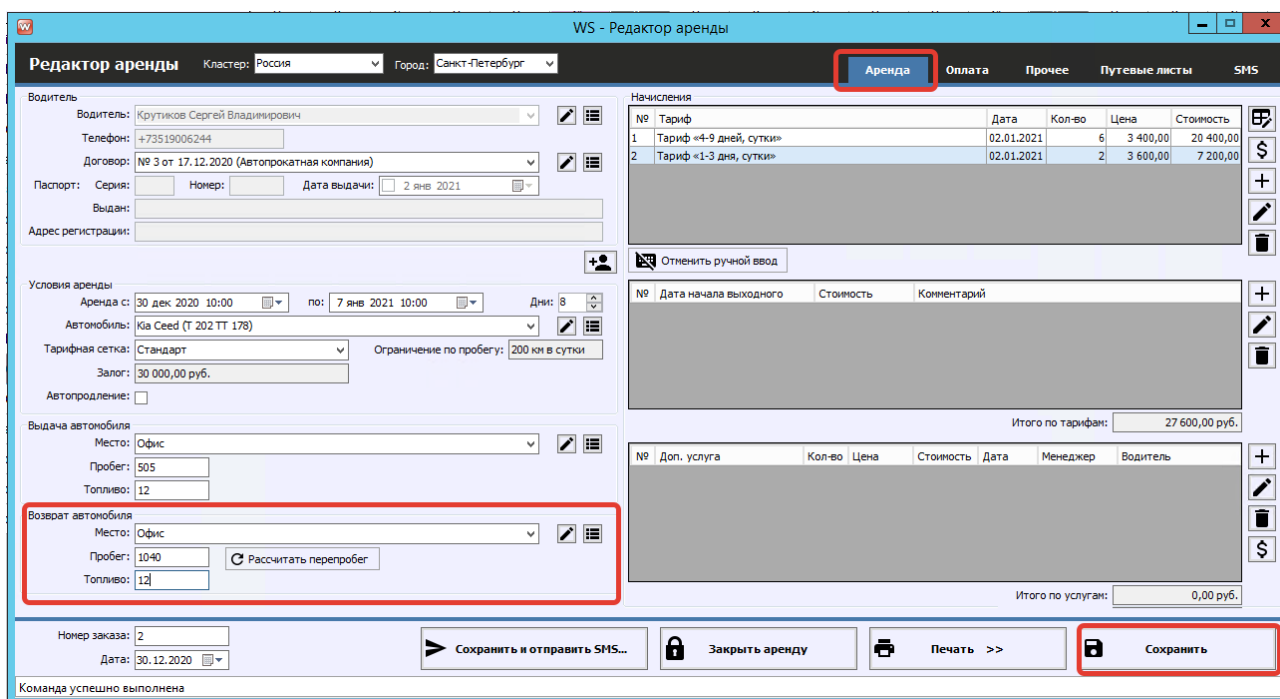 WS - Редактор аренды
Редактор аренды Кластер: Россия Город: Санкт-Петербург Аренда Оплата Прочее Путевые листы SMS
Водитель
Водитель: Крутиков Сергей Владимирович
Телефон: +73519006244
Договор: № 3 от 17.12.2020 (Автопрокатная компания)
Паспорт: Серия: Номер: Дата выдачи: 2 янв 2021
Выдан:
Адрес регистрации:
Условия аренды
Аренда с: 30 дек 2020 10:00 по: 7 янв 2021 10:00 Дни: 8
Автомобиль: Kia Ceed (T 202 TT 178)
Тарифная сетка: Стандарт Ограничение по пробегу: 200 км в сутки
Залог: 30 000,00 руб.
Автопродление:
Выдача автомобиля
Место: Офис
Пробег: 505
Топливо: 12
Возврат автомобиля
Место: Офис
Пробег: 1040 Рассчитать перепробег
Топливо: 12
Начисления
№ Тариф Дата Кол-во Цена Стоимость
1 Тариф «4-9 дней, сутки» 02.01.2021 6 3 400,00 20 400,00
2 Тариф «1-3 дня, сутки» 02.01.2021 2 3 600,00 7 200,00
Отменить ручной ввод
№ Дата начала выходного Стоимость Комментарий
Итого по тарифам: 27 600,00 руб.
№ Доп. услуга Кол-во Цена Стоимость Дата Менеджер Водитель
Итого по услугам: 0,00 руб.
Номер заказа: 2
Дата: 30.12.2020
Сохранить и отправить SMS... Закрыть аренду Печать >> Сохранить
Команда успешно выполнена